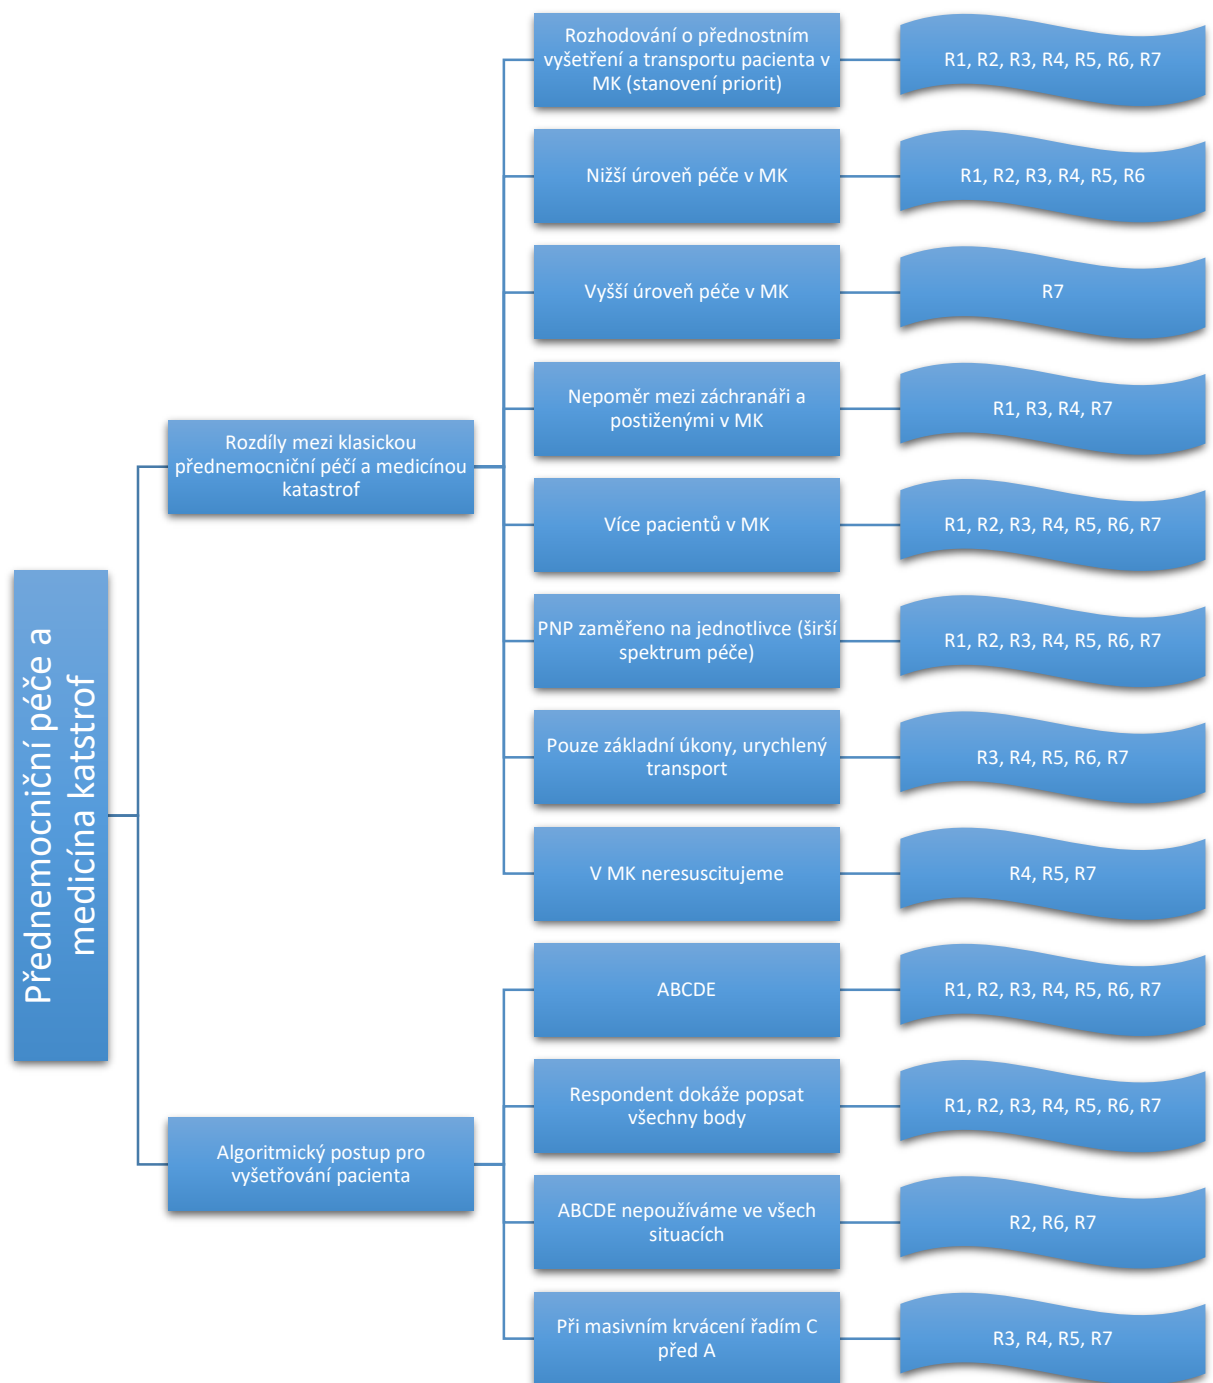 Přednemocniční péče a
medicína katstrof
Rozdíly mezi klasickou
přednemocniční péčí a medicínou
katastrof
Rozhodování o přednostním
vyšetření a transportu pacienta v
MK (stanovení priorit)
R1, R2, R3, R4, R5, R6, R7
Nižší úroveň péče v MK
R1, R2, R3, R4, R5, R6
Vyšší úroveň péče v MK
R7
Nepoměr mezi záchranáři a
postiženými v MK
R1, R3, R4, R7
Více pacientů v MK
R1, R2, R3, R4, R5, R6, R7
PNP zaměřeno na jednotlivce (širší
spektrum péče)
R1, R2, R3, R4, R5, R6, R7
Pouze základní úkony, urychlený
transport
R3, R4, R5, R6, R7
V MK neresuscitujeme
R4, R5, R7
Algoritmický postup pro
vyšetřování pacienta
ABCDE
R1, R2, R3, R4, R5, R6, R7
Respondent dokáže popsat
všechny body
R1, R2, R3, R4, R5, R6, R7
ABCDE nepoužíváme ve všech
situacích
R2, R6, R7
Při masivním krvácení řadím C
před A
R3, R4, R5, R7